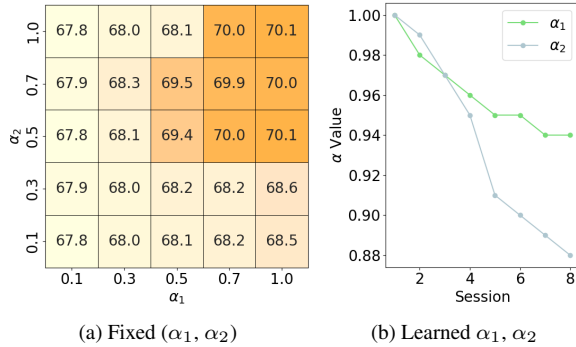 1.0 67.8 68.0 68.1 70.0 70.1
0.7 67.9 68.3 69.5 69.9 70.0
0.5 67.8 68.1 69.4 70.0 70.1
0.3 67.9 68.0 68.2 68.2 68.6
0.1 67.8 68.0 68.1 68.2 68.5
α₂
0.1 0.3 0.5 0.7 1.0
α₁
(a) Fixed (α₁, α₂)
α₁
α₂
1.00
0.98
0.96
0.94
0.92
0.90
0.88
α Value
2 4 6 8
Session
(b) Learned α₁, α₂